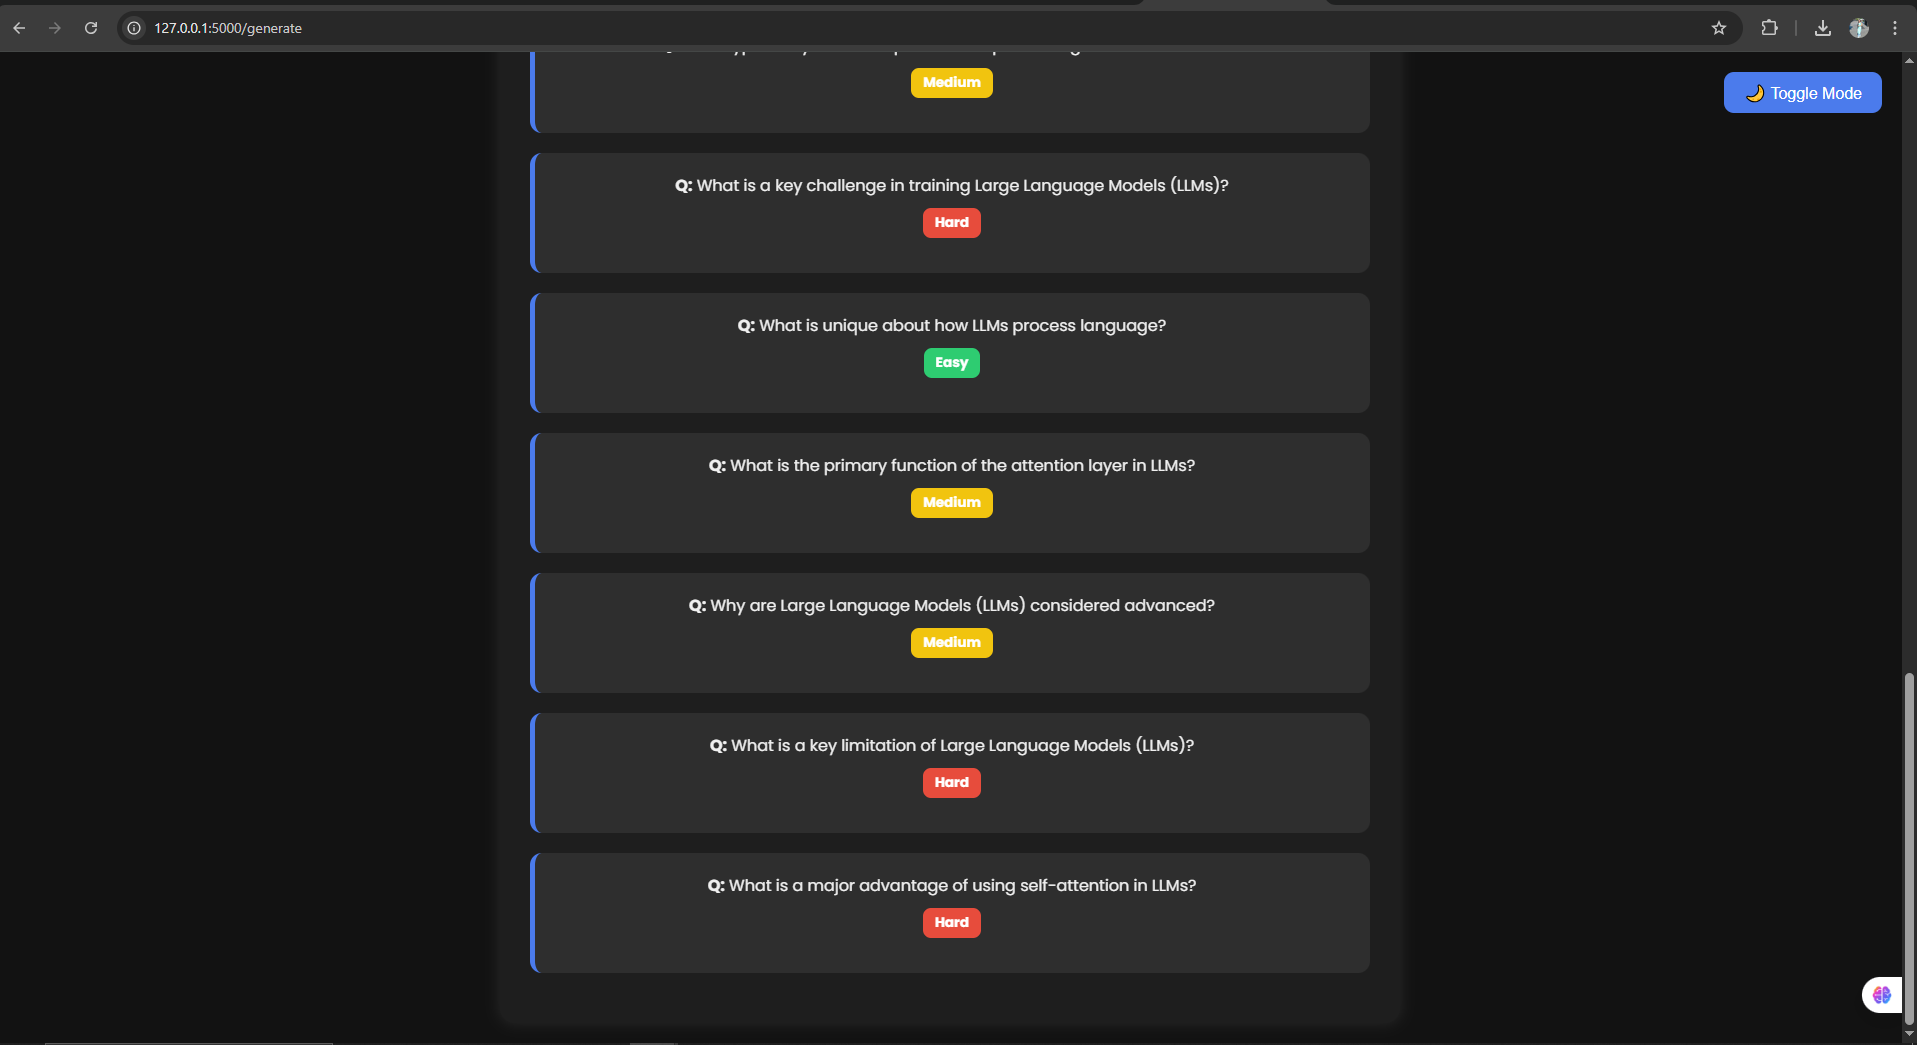 127.0.0.1:5000/generate
🌙 Toggle Mode
Medium
Q: What is a key challenge in training Large Language Models (LLMs)?
Hard
Q: What is unique about how LLMs process language?
Easy
Q: What is the primary function of the attention layer in LLMs?
Medium
Q: Why are Large Language Models (LLMs) considered advanced?
Medium
Q: What is a key limitation of Large Language Models (LLMs)?
Hard
Q: What is a major advantage of using self-attention in LLMs?
Hard